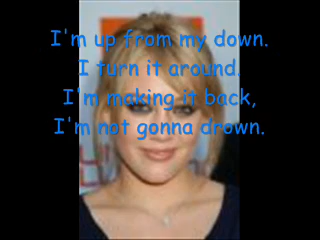 I'm up from my down.
I turn it around.
I'm making it back,
I'm not gonna drown.